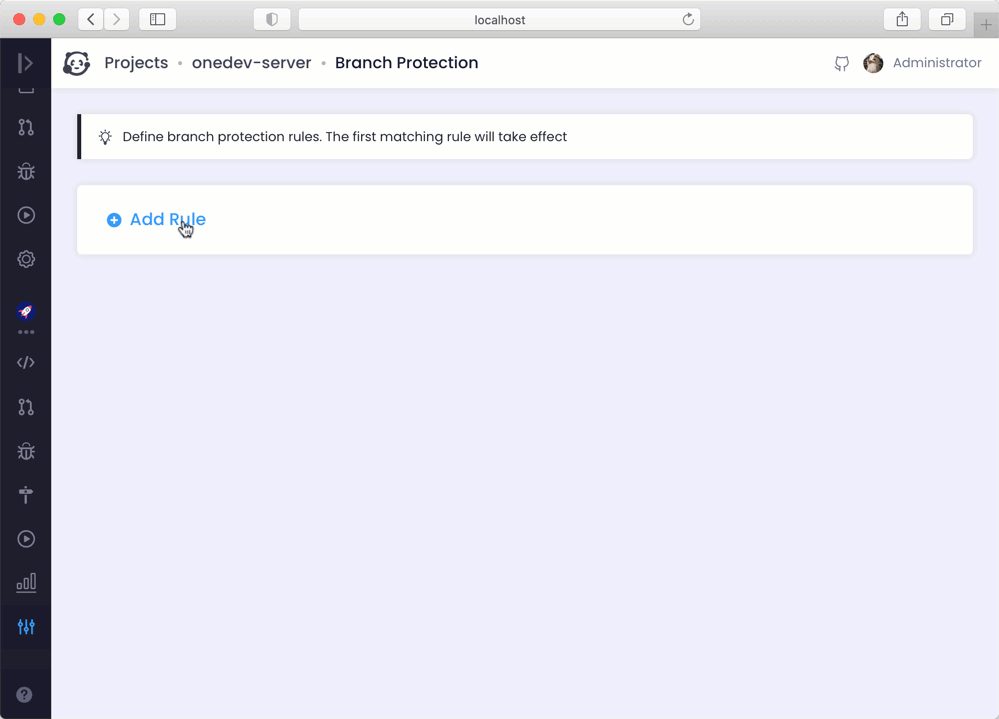 localhost
Projects • onedev-server • Branch Protection
Administrator
Define branch protection rules. The first matching rule will take effect
Add Rule